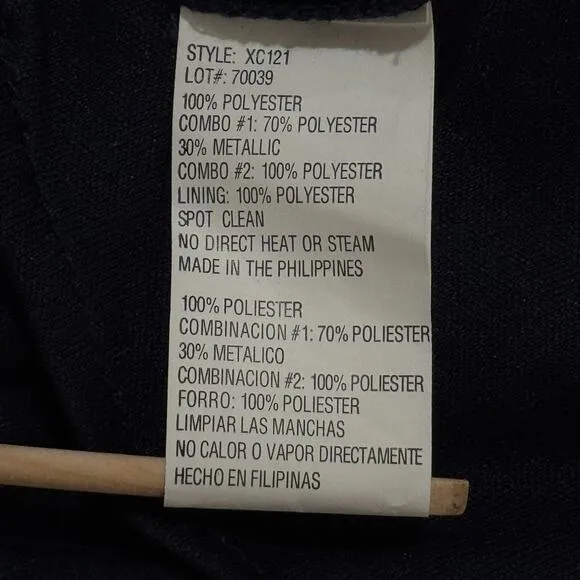 STYLE: XC121
LOT#: 70039
100% POLYESTER
COMBO #1: 70% POLYESTER
30% METALLIC
COMBO #2: 100% POLYESTER
LINING: 100% POLYESTER
SPOT CLEAN
NO DIRECT HEAT OR STEAM
MADE IN THE PHILIPPINES
100% POLIESTER
COMBINACION #1: 70% POLIESTER
30% METALICO
COMBINACION #2: 100% POLIESTER
FORRO: 100% POLIESTER
LIMPIAR LAS MANCHAS
NO CALOR O VAPOR DIRECTAMENTE
HECHO EN FILIPINAS